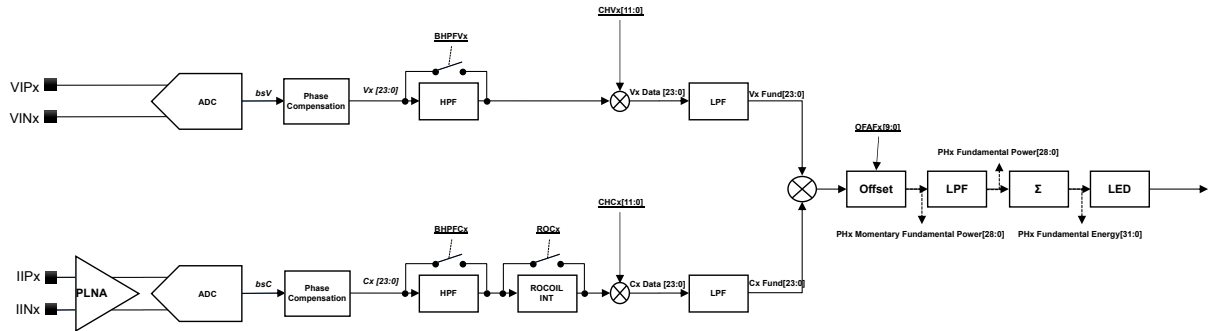 CHVx[11:0]
BHPFVx
VIPx
VINx
ADC
bsV
Phase
Compensation
Vx [23:0]
HPF
Vx Data [23:0]
LPF
Vx Fund[23:0]
OFAFx[9:0]
PHx Fundamental Power[28:0]
Offset
LPF
Σ
LED
PHx Momentary Fundamental Power[28:0]
PHx Fundamental Energy[31:0]
CHCx[11:0]
BHPFCx
ROCx
IIPx
IINx
PLNA
ADC
bsC
Phase
Compensation
Cx [23:0]
HPF
ROCOIL
INT
Cx Data [23:0]
LPF
Cx Fund[23:0]